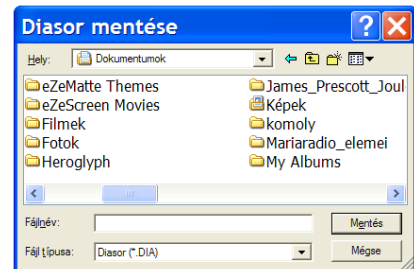 Diasor mentése
Hely: Dokumentumok
eZeMatte Themes
eZeScreen Movies
Filmek
Fotok
Heroglyph
James_Prescott_Joul
Képek
komoly
Mariaradio_elemei
My Albums
Fájlnév:
Mentés
Fájl típusa: Diasor (*.DIA)
Mégse